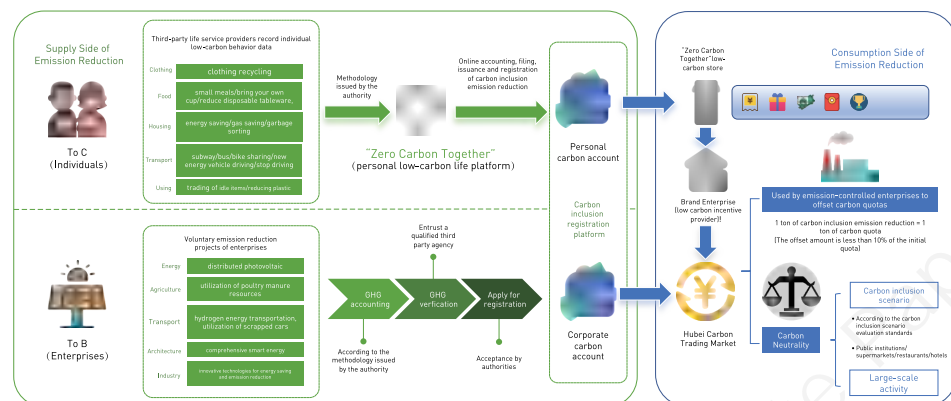 Supply Side of
Emission Reduction
To C
(Individuals)
Third-party life service providers record individual
low-carbon behavior data
Clothing
clothing recycling
Food
small meals/bring your own
cup/reduce disposable tableware,
Housing
energy saving/gas saving/garbage
sorting
Transport
subway/bus/bike sharing/new
energy vehicle driving/stop driving
Using
trading of idle items/reducing plastic
Methodology
issued by the
authority
"Zero Carbon Together"
(personal low-carbon life platform)
Online accounting, filing,
issuance and registration
of carbon inclusion
emission reduction
Personal
carbon account
Carbon
inclusion
registration
platform
Corporate
carbon
account
To B
(Enterprises)
Voluntary emission reduction
projects of enterprises
Energy
distributed photovoltaic
Agriculture
utilization of poultry manure
resources
Transport
hydrogen energy transportation,
utilization of scrapped cars
Architecture
comprehensive smart energy
Industry
innovative technologies for energy saving
and emission reduction
Entrust a
qualified third
party agency
GHG
accounting
GHG
verfication
Apply for
registration
According to the
methodology issued
by the authority
Acceptance by
authorities
"Zero Carbon
Together"low-
carbon store
Consumption Side of
Emission Reduction
Brand Enterprise
(low carbon incentive
provider)!
¥
Hubei Carbon
Trading Market
Used by emission-controlled enterprises to
offset carbon quotas
1 ton of carbon inclusion emission reduction = 1
ton of carbon quota
(The offset amount is less than 10% of the initial
quota)
Carbon
Neutrality
Carbon inclusion
scenario
• According to the carbon
inclusion scenario
evaluation standards
• Public institutions/
supermarkets/restaurants/hotels
Large-scale
activity